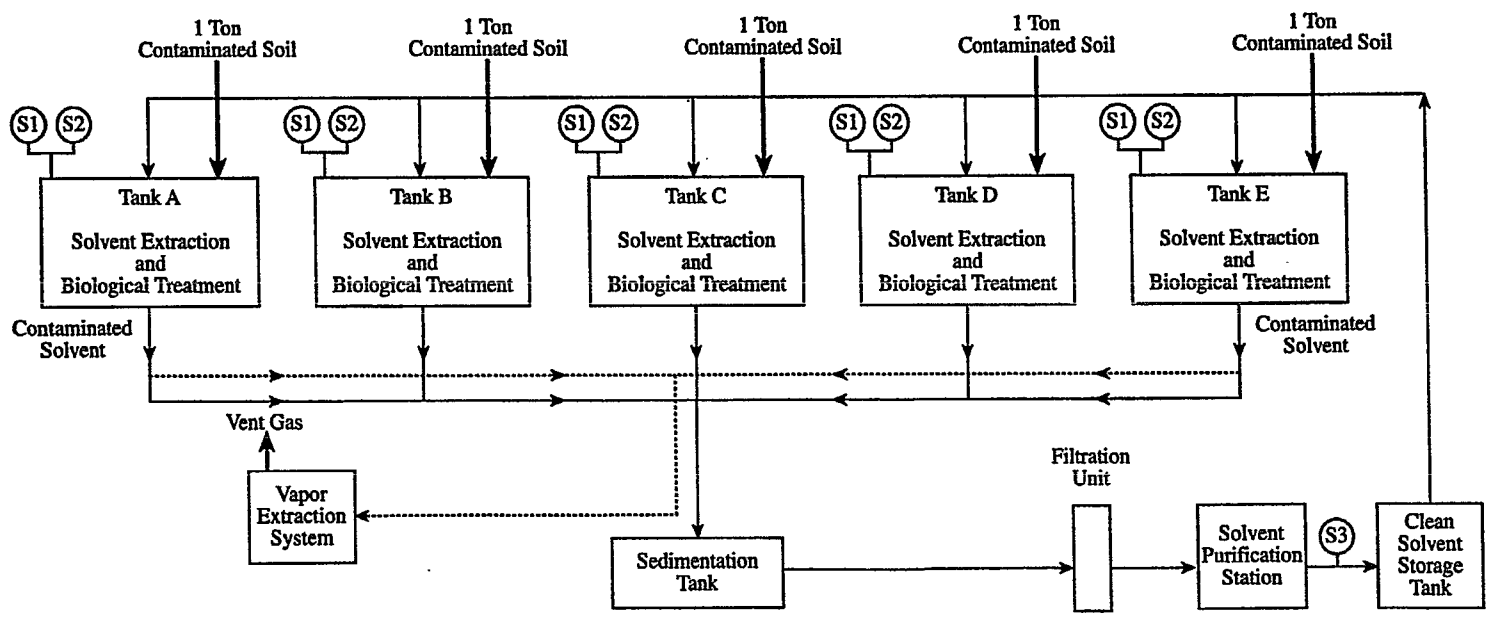 1 Ton
Contaminated Soil
1 Ton
Contaminated Soil
1 Ton
Contaminated Soil
1 Ton
Contaminated Soil
1 Ton
Contaminated Soil
S1 S2
S1 S2
S1 S2
S1 S2
S1 S2
Tank A
Solvent Extraction
and
Biological Treatment
Tank B
Solvent Extraction
and
Biological Treatment
Tank C
Solvent Extraction
and
Biological Treatment
Tank D
Solvent Extraction
and
Biological Treatment
Tank E
Solvent Extraction
and
Biological Treatment
Contaminated
Solvent
Contaminated
Solvent
Vent Gas
Vapor
Extraction
System
Sedimentation
Tank
Filtration
Unit
Solvent
Purification
Station
S3
Clean
Solvent
Storage
Tank